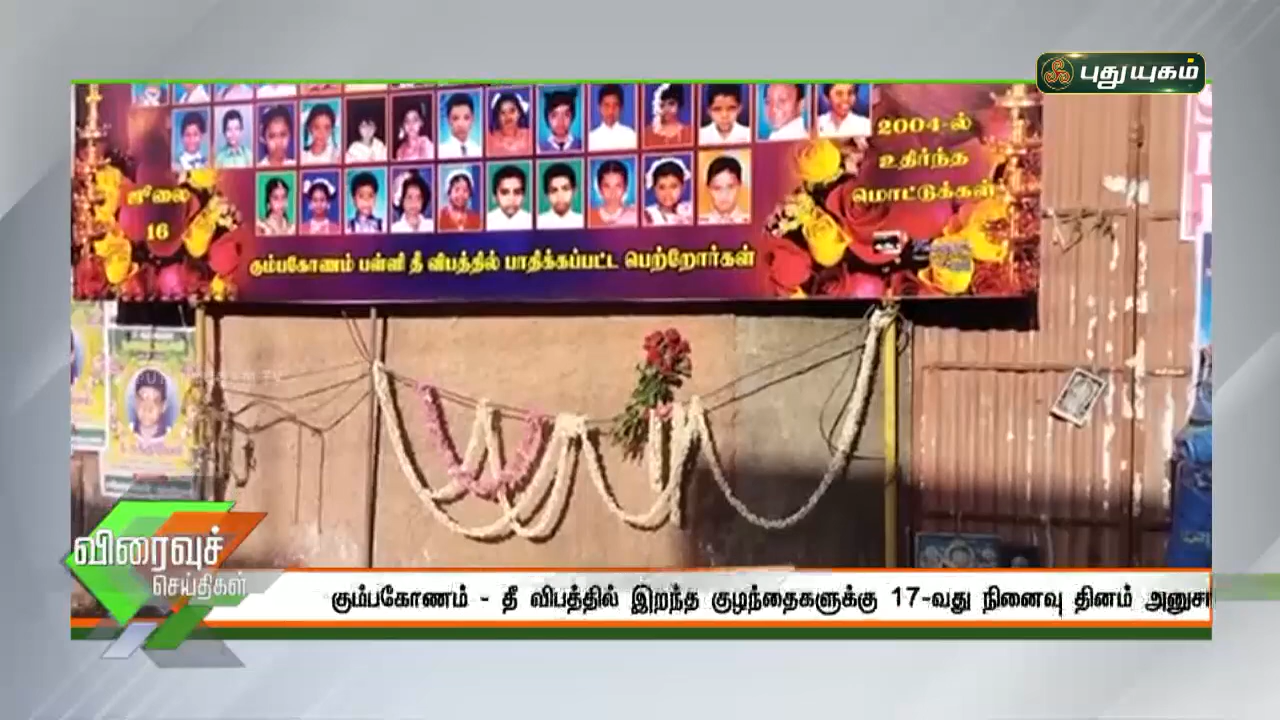 புதுயுகம்
2004-ல்
உதிர்ந்த
மொட்டுக்கள்
ஜூலை
16
கும்பகோணம் பள்ளி தீ விபத்தில் பாதிக்கப்பட்ட பெற்றோர்கள்
விரைவுச்
செய்திகள்
கும்பகோணம் - தீ விபத்தில் இறந்த குழந்தைகளுக்கு 17-வது நினைவு தினம் அனுசா